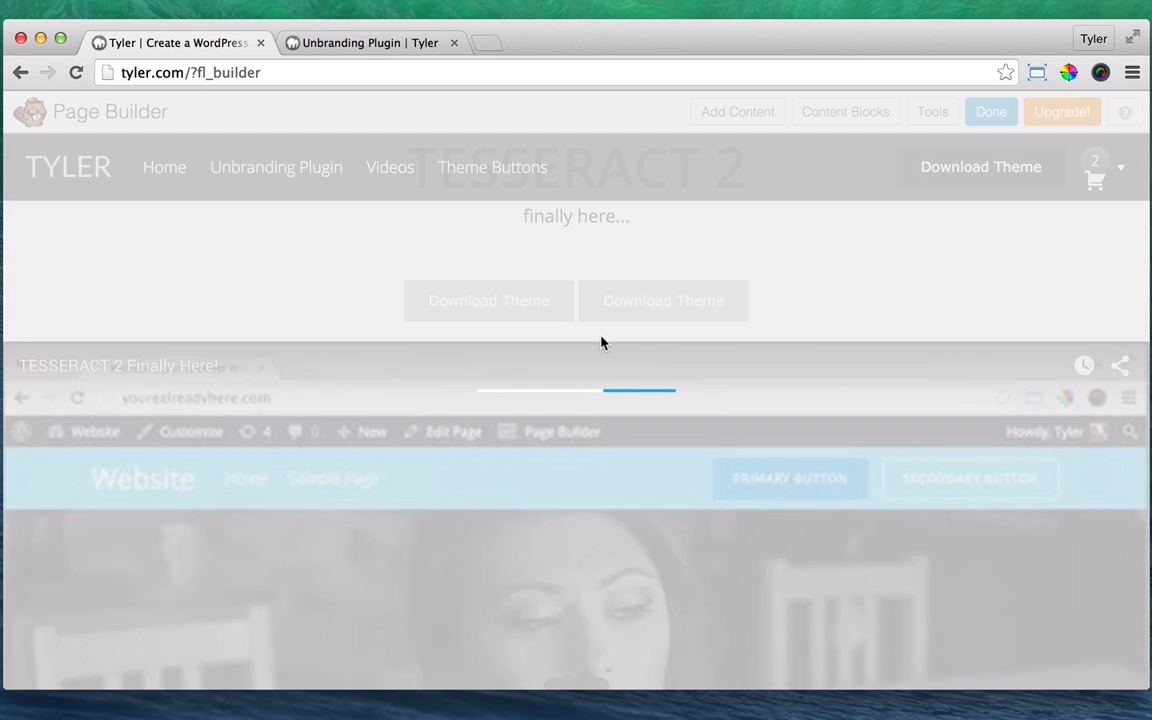 Tyler | Create a WordPress
Unbranding Plugin | Tyler
Tyler
tyler.com/?fl_builder
Page Builder
Add Content
Content Blocks
Tools
Done
Upgrade!
?
TESSERACT 2
TYLER
Home
Unbranding Plugin
Videos
Theme Buttons
Download Theme
2
finally here...
Download Theme
Download Theme
TESSERACT 2 Finally Here!
yourealreadyhere.com
Website
Customize
4
New
Edit Page
Page Builder
Howdy, Tyler
Website
Home
Sample Page
PRIMARY BUTTON
SECONDARY BUTTON